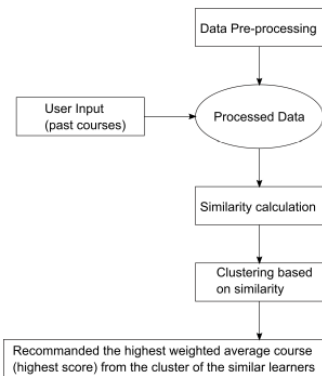 Data Pre-processing
User Input
(past courses)
Processed Data
Similarity calculation
Clustering based
on similarity
Recommanded the highest weighted average course
(highest score) from the cluster of the similar learners